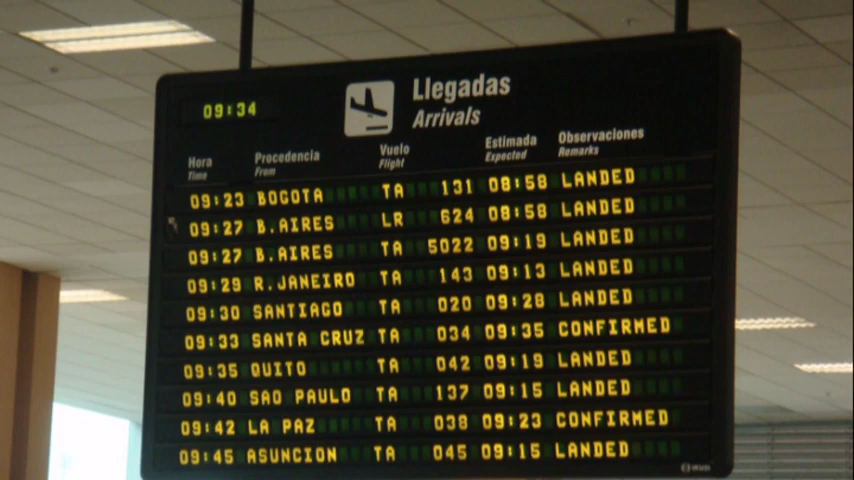 09:34
Llegadas
Arrivals
Hora Procedencia Vuelo Estimada Observaciones
Time From Flight Expected Remarks
09:23 BOGOTA TA 131 08:58 LANDED
09:27 B.AIRES LR 624 08:58 LANDED
09:27 B.AIRES TA 5022 09:19 LANDED
09:29 R.JANEIRO TA 143 09:13 LANDED
09:30 SANTIAGO TA 020 09:28 LANDED
09:33 SANTA CRUZ TA 034 09:35 CONFIRMED
09:35 QUITO TA 042 09:19 LANDED
09:40 SAO PAULO TA 137 09:15 LANDED
09:42 LA PAZ TA 038 09:23 CONFIRMED
09:45 ASUNCION TA 045 09:15 LANDED